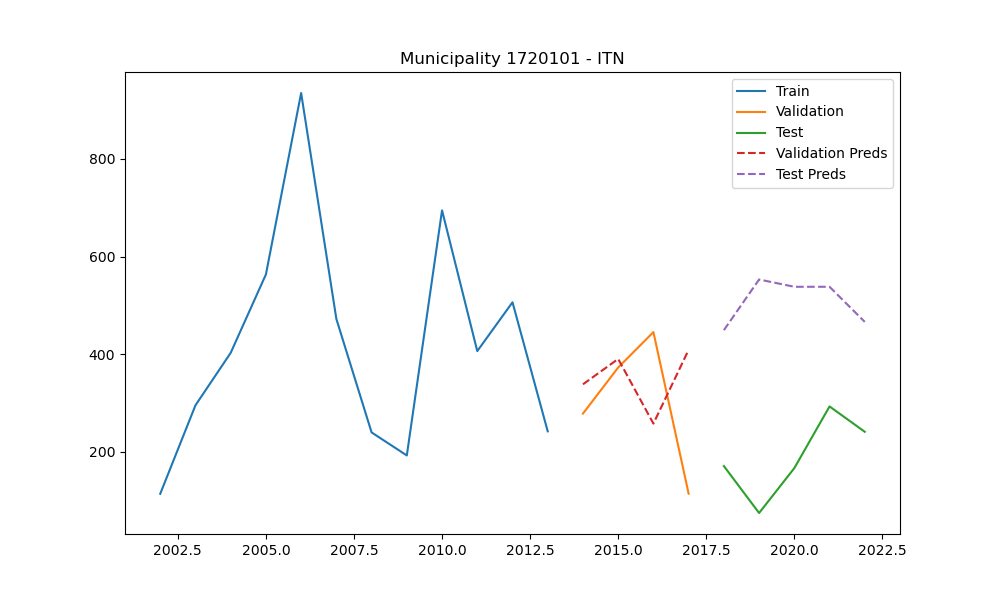 Municipality 1720101 - ITN
Train
Validation
Test
Validation Preds
Test Preds
800
600
400
200
2002.5 2005.0 2007.5 2010.0 2012.5 2015.0 2017.5 2020.0 2022.5